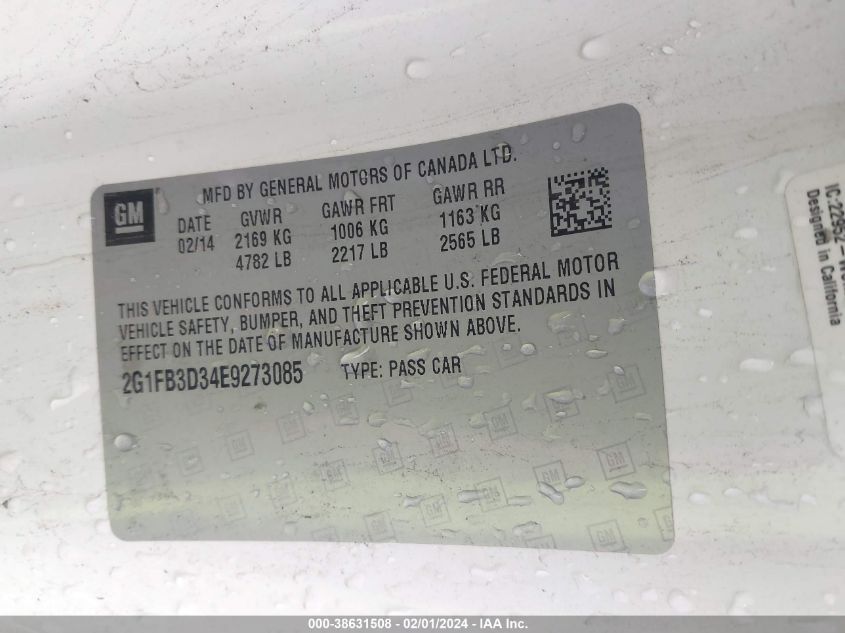 GM
MFD BY GENERAL MOTORS OF CANADA LTD.
DATE GVWR GAWR FRT GAWR RR
02/14 2169 KG 1006 KG 1163 KG
4782 LB 2217 LB 2565 LB
THIS VEHICLE CONFORMS TO ALL APPLICABLE U.S. FEDERAL MOTOR
VEHICLE SAFETY, BUMPER, AND THEFT PREVENTION STANDARDS IN
EFFECT ON THE DATE OF MANUFACTURE SHOWN ABOVE.
2G1FB3D34E9273085 TYPE: PASS CAR
Designed in California
000-38631508 - 02/01/2024 - IAA Inc.